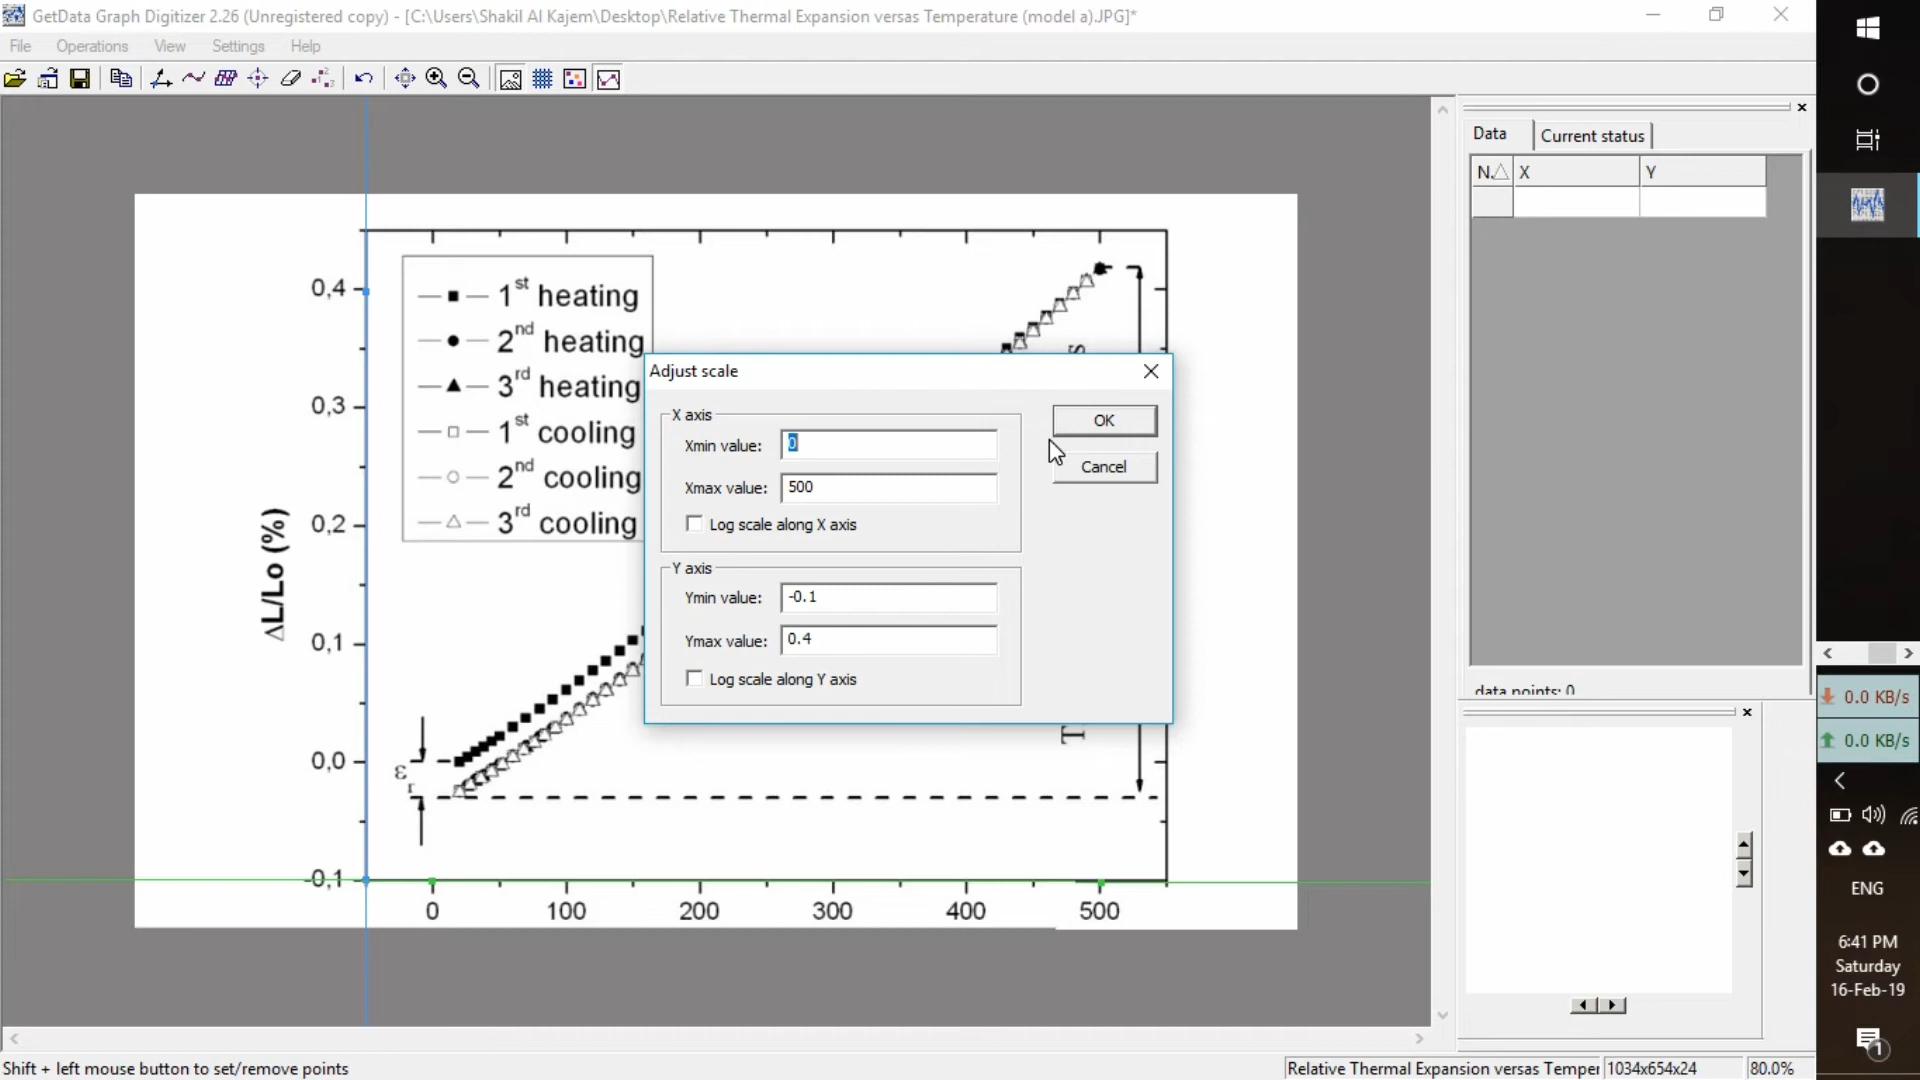 GetData Graph Digitizer 2.26 (Unregistered copy) - [C:\Users\Shakil Al Kajem\Desktop\Relative Thermal Expansion versas Temperature (model a).JPG]*
File Operations View Settings Help
Data
Current status
N. X Y
0,4
0,3
0,2
0,1
0,0
-0,1
ΔL/Lo (%)
1st heating
2nd heating
3rd heating
1st cooling
2nd cooling
3rd cooling
εr
0 100 200 300 400 500
s
T
Adjust scale
X axis
Xmin value: 0
Xmax value: 500
Log scale along X axis
OK
Cancel
Y axis
Ymin value: -0.1
Ymax value: 0.4
Log scale along Y axis
data points: 0
0.0 KB/s
0.0 KB/s
ENG
6:41 PM
Saturday
16-Feb-19
1
Shift + left mouse button to set/remove points
Relative Thermal Expansion versas Temper
1034x654x24
80.0%